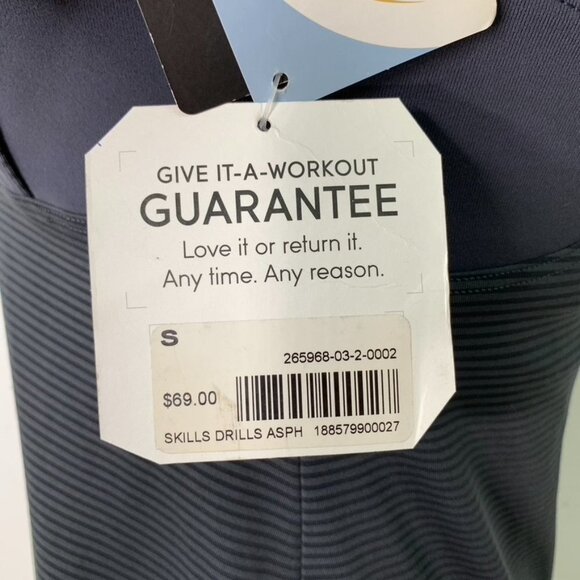 GIVE IT-A-WORKOUT
GUARANTEE
Love it or return it.
Any time. Any reason.
S
265968-03-2-0002
$69.00
SKILLS DRILLS ASPH 188579900027